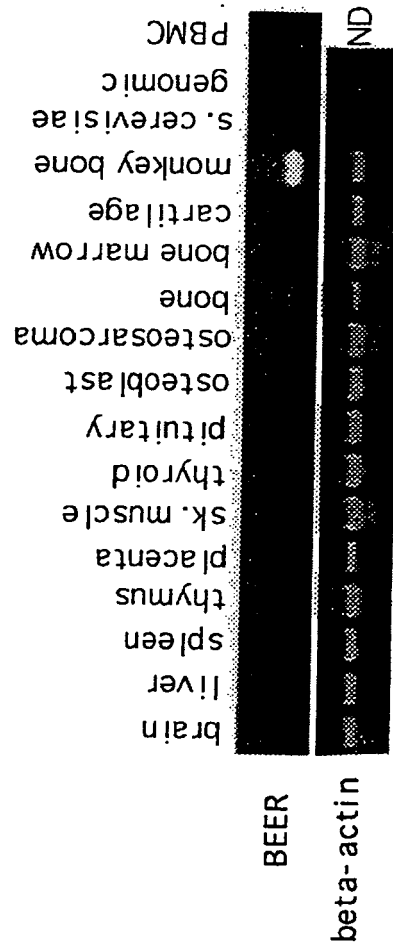 PBMC
genomic
s. cerevisiae
monkey bone
cartilage
bone marrow
bone
osteosarcoma
osteoblast
pituitary
thyroid
sk. muscle
placenta
thymus
spleen
liver
brain
BEER
beta-actin
ND